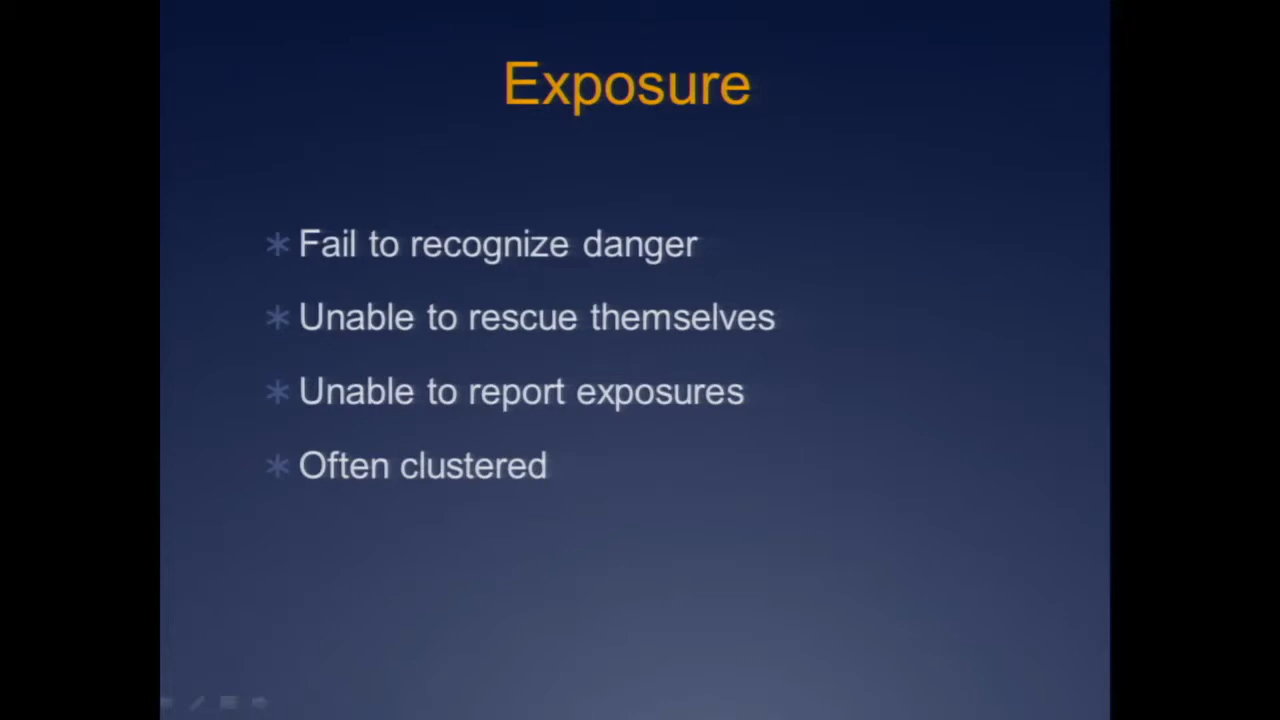 Exposure
* Fail to recognize danger
* Unable to rescue themselves
* Unable to report exposures
* Often clustered